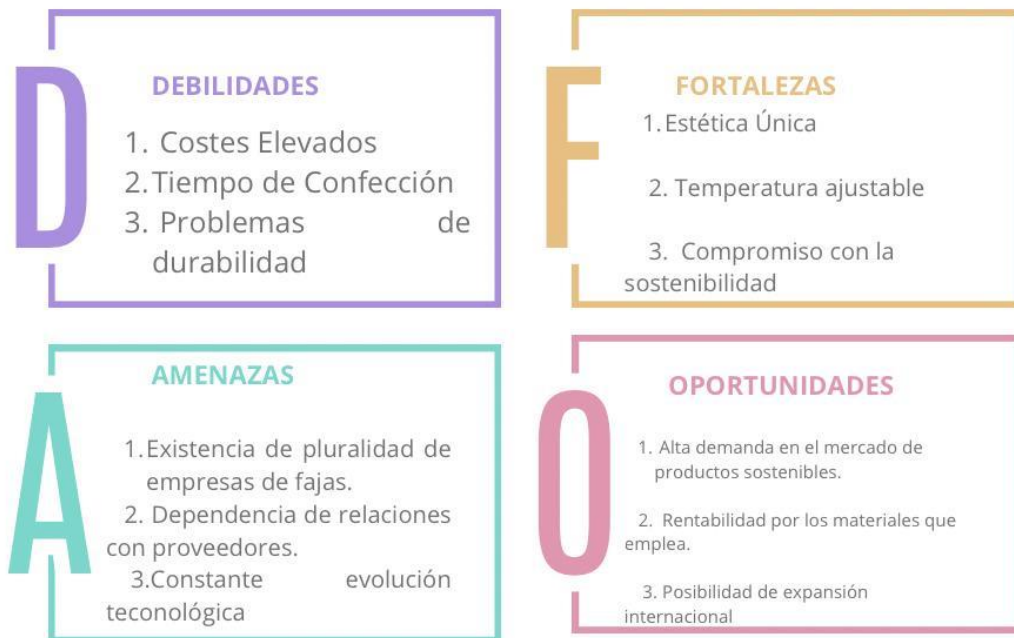 D
DEBILIDADES
1. Costes Elevados
2. Tiempo de Confección
3. Problemas de
durabilidad
F
FORTALEZAS
1. Estética Única
2. Temperatura ajustable
3. Compromiso con la
sostenibilidad
A
AMENAZAS
1. Existencia de pluralidad de
empresas de fajas.
2. Dependencia de relaciones
con proveedores.
3.Constante evolución
teconológica
O
OPORTUNIDADES
1. Alta demanda en el mercado de
productos sostenibles.
2. Rentabilidad por los materiales que
emplea.
3. Posibilidad de expansión
internacional